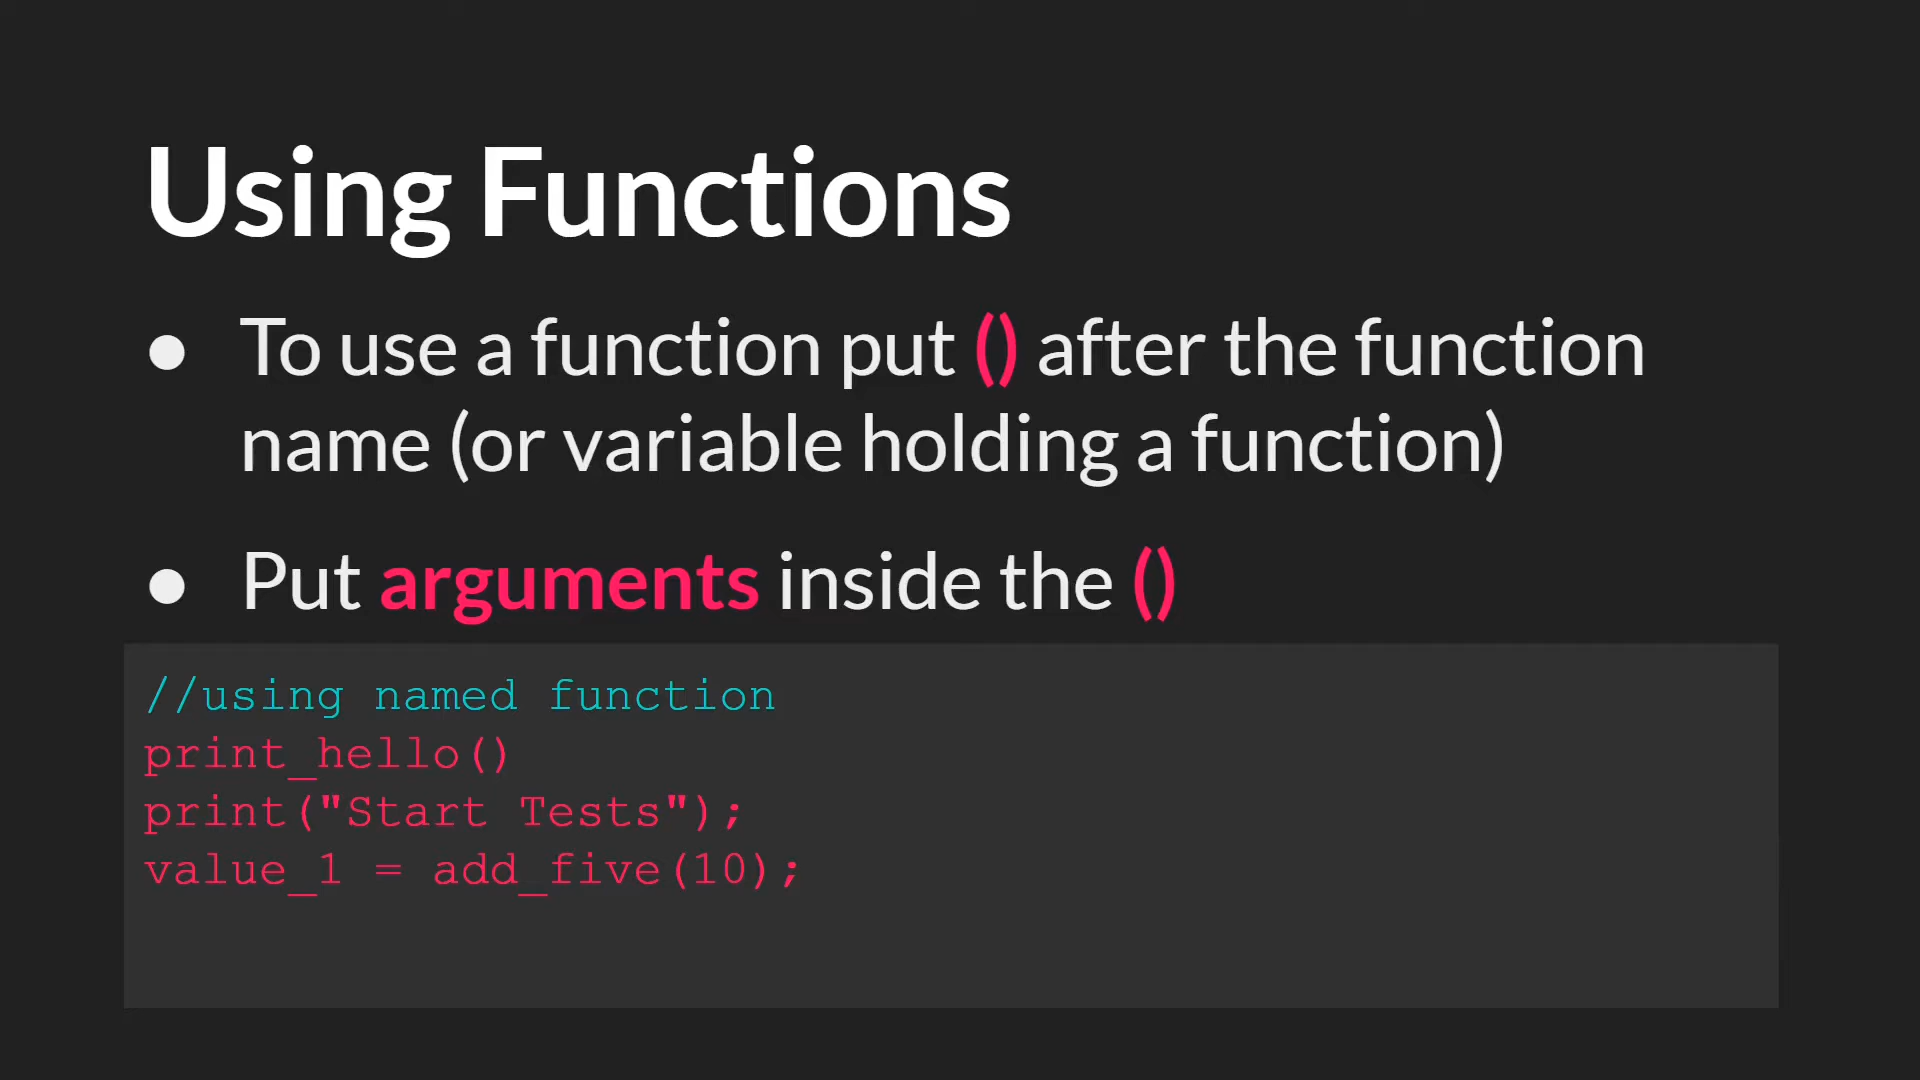 Using Functions
● To use a function put () after the function
name (or variable holding a function)
● Put arguments inside the ()
//using named function
print_hello()
print("Start Tests");
value_1 = add_five(10);